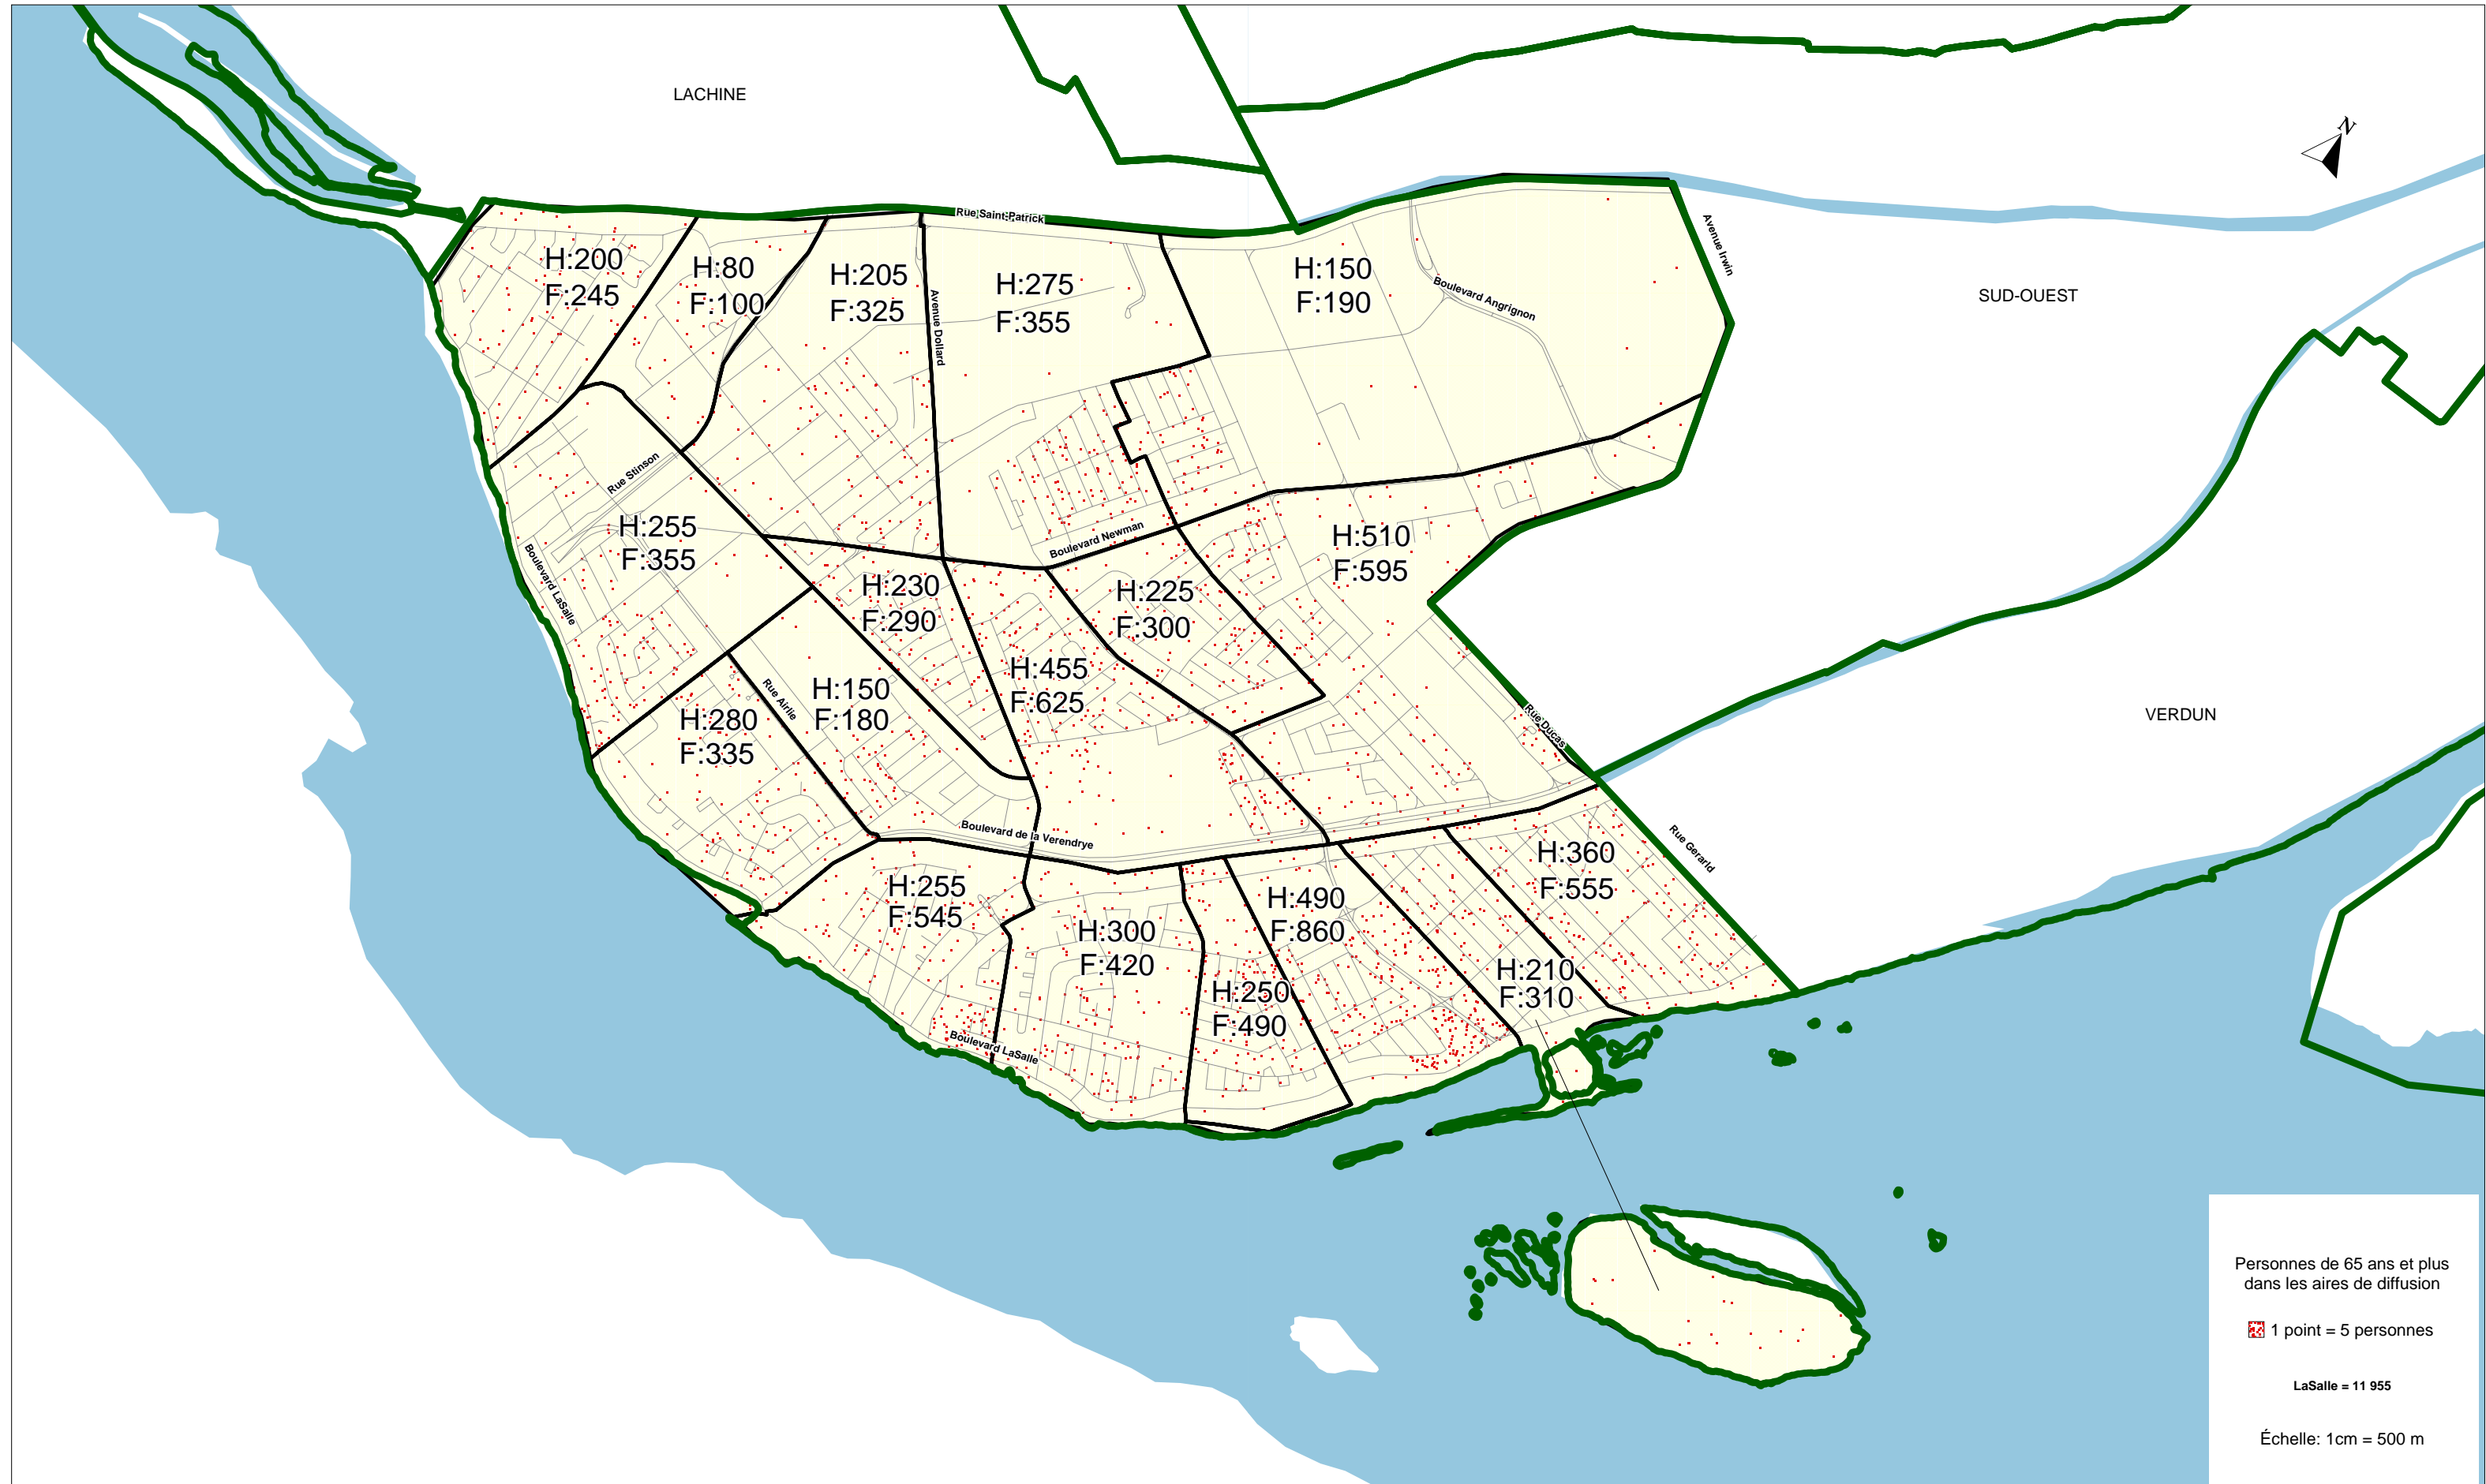 LACHINE
N
Rue Saint-Patrick
Avenue Irwin
H:200
F:245
H:80
F:100
H:205
F:325
Avenue Dollard
H:275
F:355
H:150
F:190
Boulevard Angrignon
SUD-OUEST
Rue Stinson
H:255
F:355
Boulevard LaSalle
Boulevard Newman
H:510
F:595
H:230
F:290
H:225
F:300
H:455
F:625
H:150
F:180
Rue Airlie
H:280
F:335
Rue Ducas
VERDUN
Boulevard de la Verendrye
Rue Gerarld
H:360
F:555
H:255
F:545
H:490
F:860
H:300
F:420
H:210
F:310
H:250
F:490
Boulevard LaSalle
Personnes de 65 ans et plus
dans les aires de diffusion
1 point = 5 personnes
LaSalle = 11 955
Échelle: 1cm = 500 m